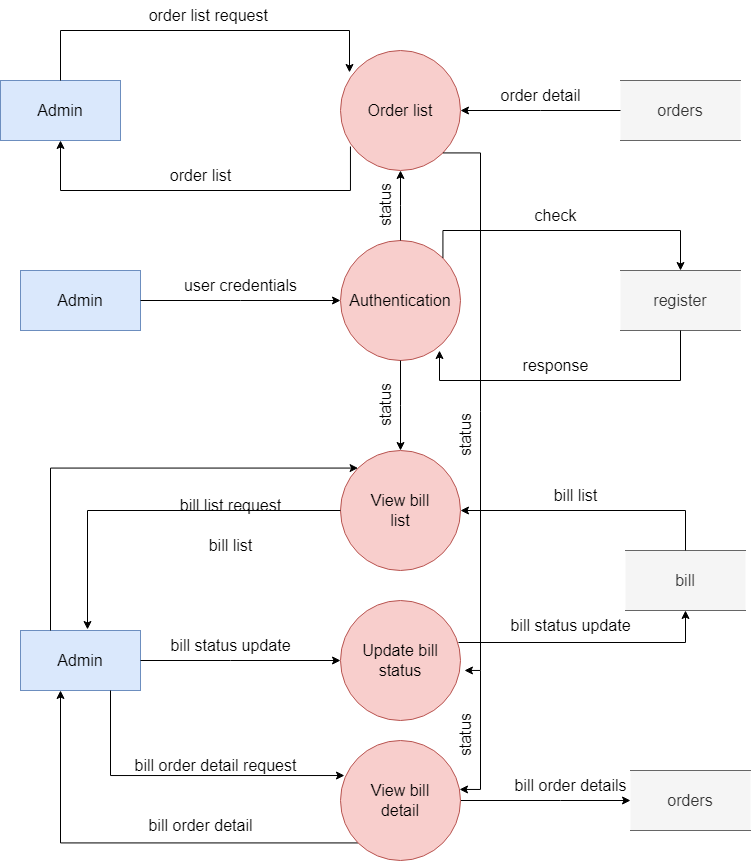 order list request
Admin
Order list
order detail
orders
order list
status
check
Admin
user credentials
Authentication
register
response
status
status
bill list request
View bill
list
bill list
bill list
bill
Admin
bill status update
Update bill
status
bill status update
status
bill order detail request
View bill
detail
bill order details
orders
bill order detail